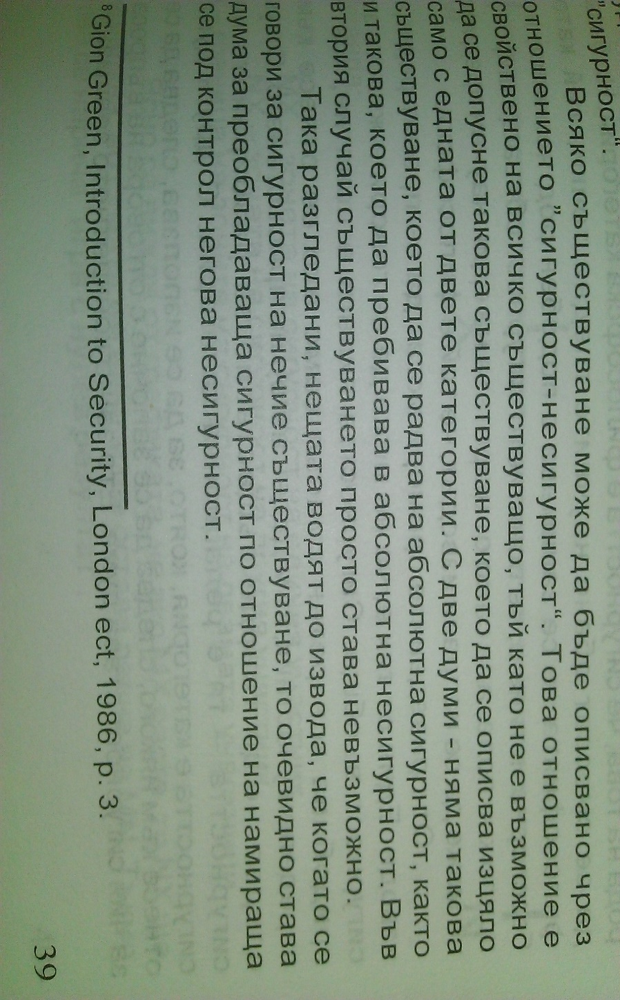 "сигурност“.
Всяко съществуване може да бъде описвано чрез
отношението "сигурност-несигурност“. Това отношение е
свойствено на всичко съществуващо, тъй като не е възможно
да се допусне такова съществуване, което да се описва изцяло
само с едната от двете категории. С две думи - няма такова
съществуване, което да се радва на абсолютна сигурност, както
и такова, което да пребивава в абсолютна несигурност. Във
втория случай съществуването просто става невъзможно.
Така разгледани, нещата водят до извода, че когато се
говори за сигурност на нечие съществуване, то очевидно става
дума за преобладаваща сигурност по отношение на намираща
се под контрол негова несигурност.
⁸Gion Green, Introduction to Security, London ect, 1986, p. 3.
39